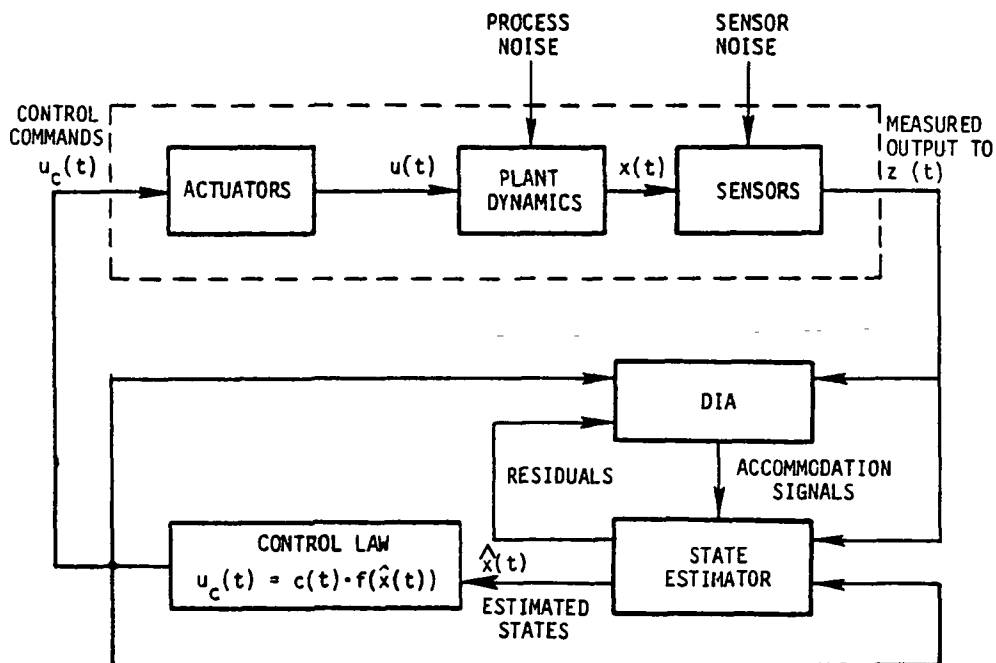 PROCESS
NOISE
SENSOR
NOISE
CONTROL
COMMANDS
u_c(t)
ACTUATORS
u(t)
PLANT
DYNAMICS
x(t)
SENSORS
MEASURED
OUTPUT TO
z (t)
DIA
RESIDUALS
ACCOMMODATION
SIGNALS
CONTROL LAW
u_c(t) = c(t)·f(x̂(t))
x̂(t)
ESTIMATED
STATES
STATE
ESTIMATOR